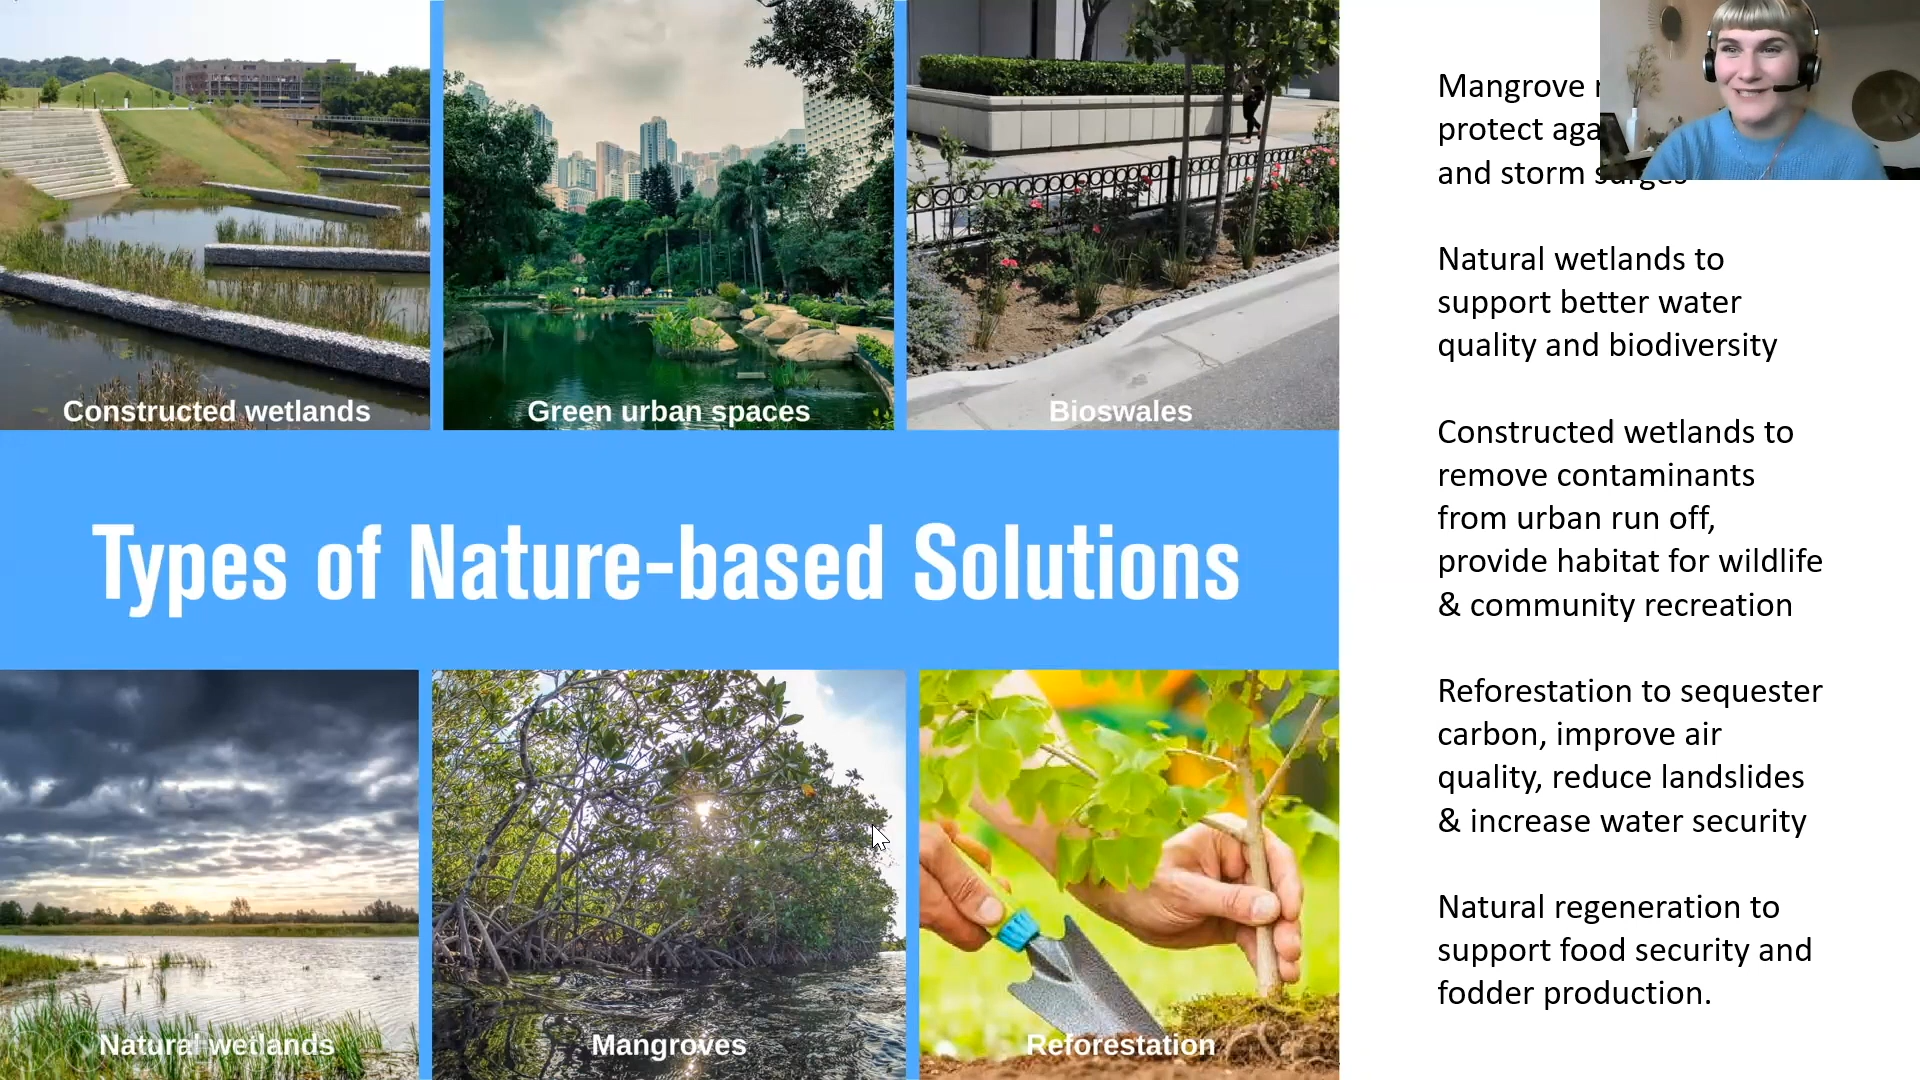 Constructed wetlands
Green urban spaces
Bioswales
Types of Nature-based Solutions
Natural wetlands
Mangroves
Reforestation
Mangrove
protect
and storm surges
Natural wetlands to
support better water
quality and biodiversity
Constructed wetlands to
remove contaminants
from urban run off,
provide habitat for wildlife
& community recreation
Reforestation to sequester
carbon, improve air
quality, reduce landslides
& increase water security
Natural regeneration to
support food security and
fodder production.